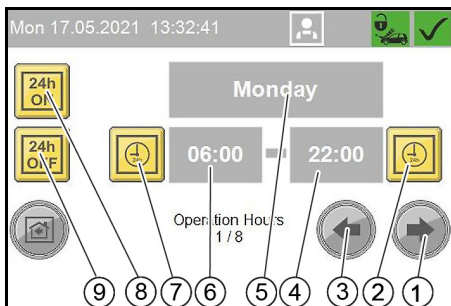 Mon 17.05.2021 13:32:41
24h
ON
Monday
24h
OFF
24h
06:00
22:00
24h
Operation Hours
1 / 8
9 8 7 6 5 4 3 2 1